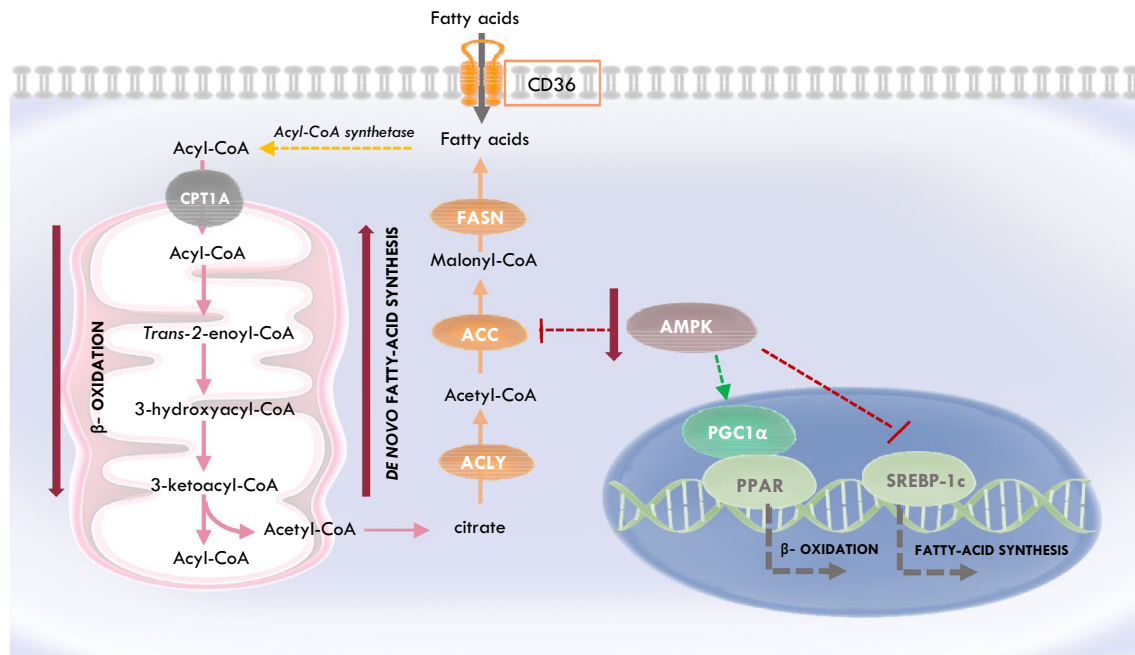 Fatty acids
CD36
Acyl-CoA synthetase
Fatty acids
Acyl-CoA
CPT1A
FASN
Acyl-CoA
Malonyl-CoA
β- OXIDATION
DE NOVO FATTY-ACID SYNTHESIS
Trans-2-enoyl-CoA
ACC
AMPK
Acetyl-CoA
3-hydroxyacyl-CoA
PGC1α
ACLY
3-ketoacyl-CoA
PPAR
SREBP-1c
Acetyl-CoA
citrate
Acyl-CoA
β- OXIDATION
FATTY-ACID SYNTHESIS